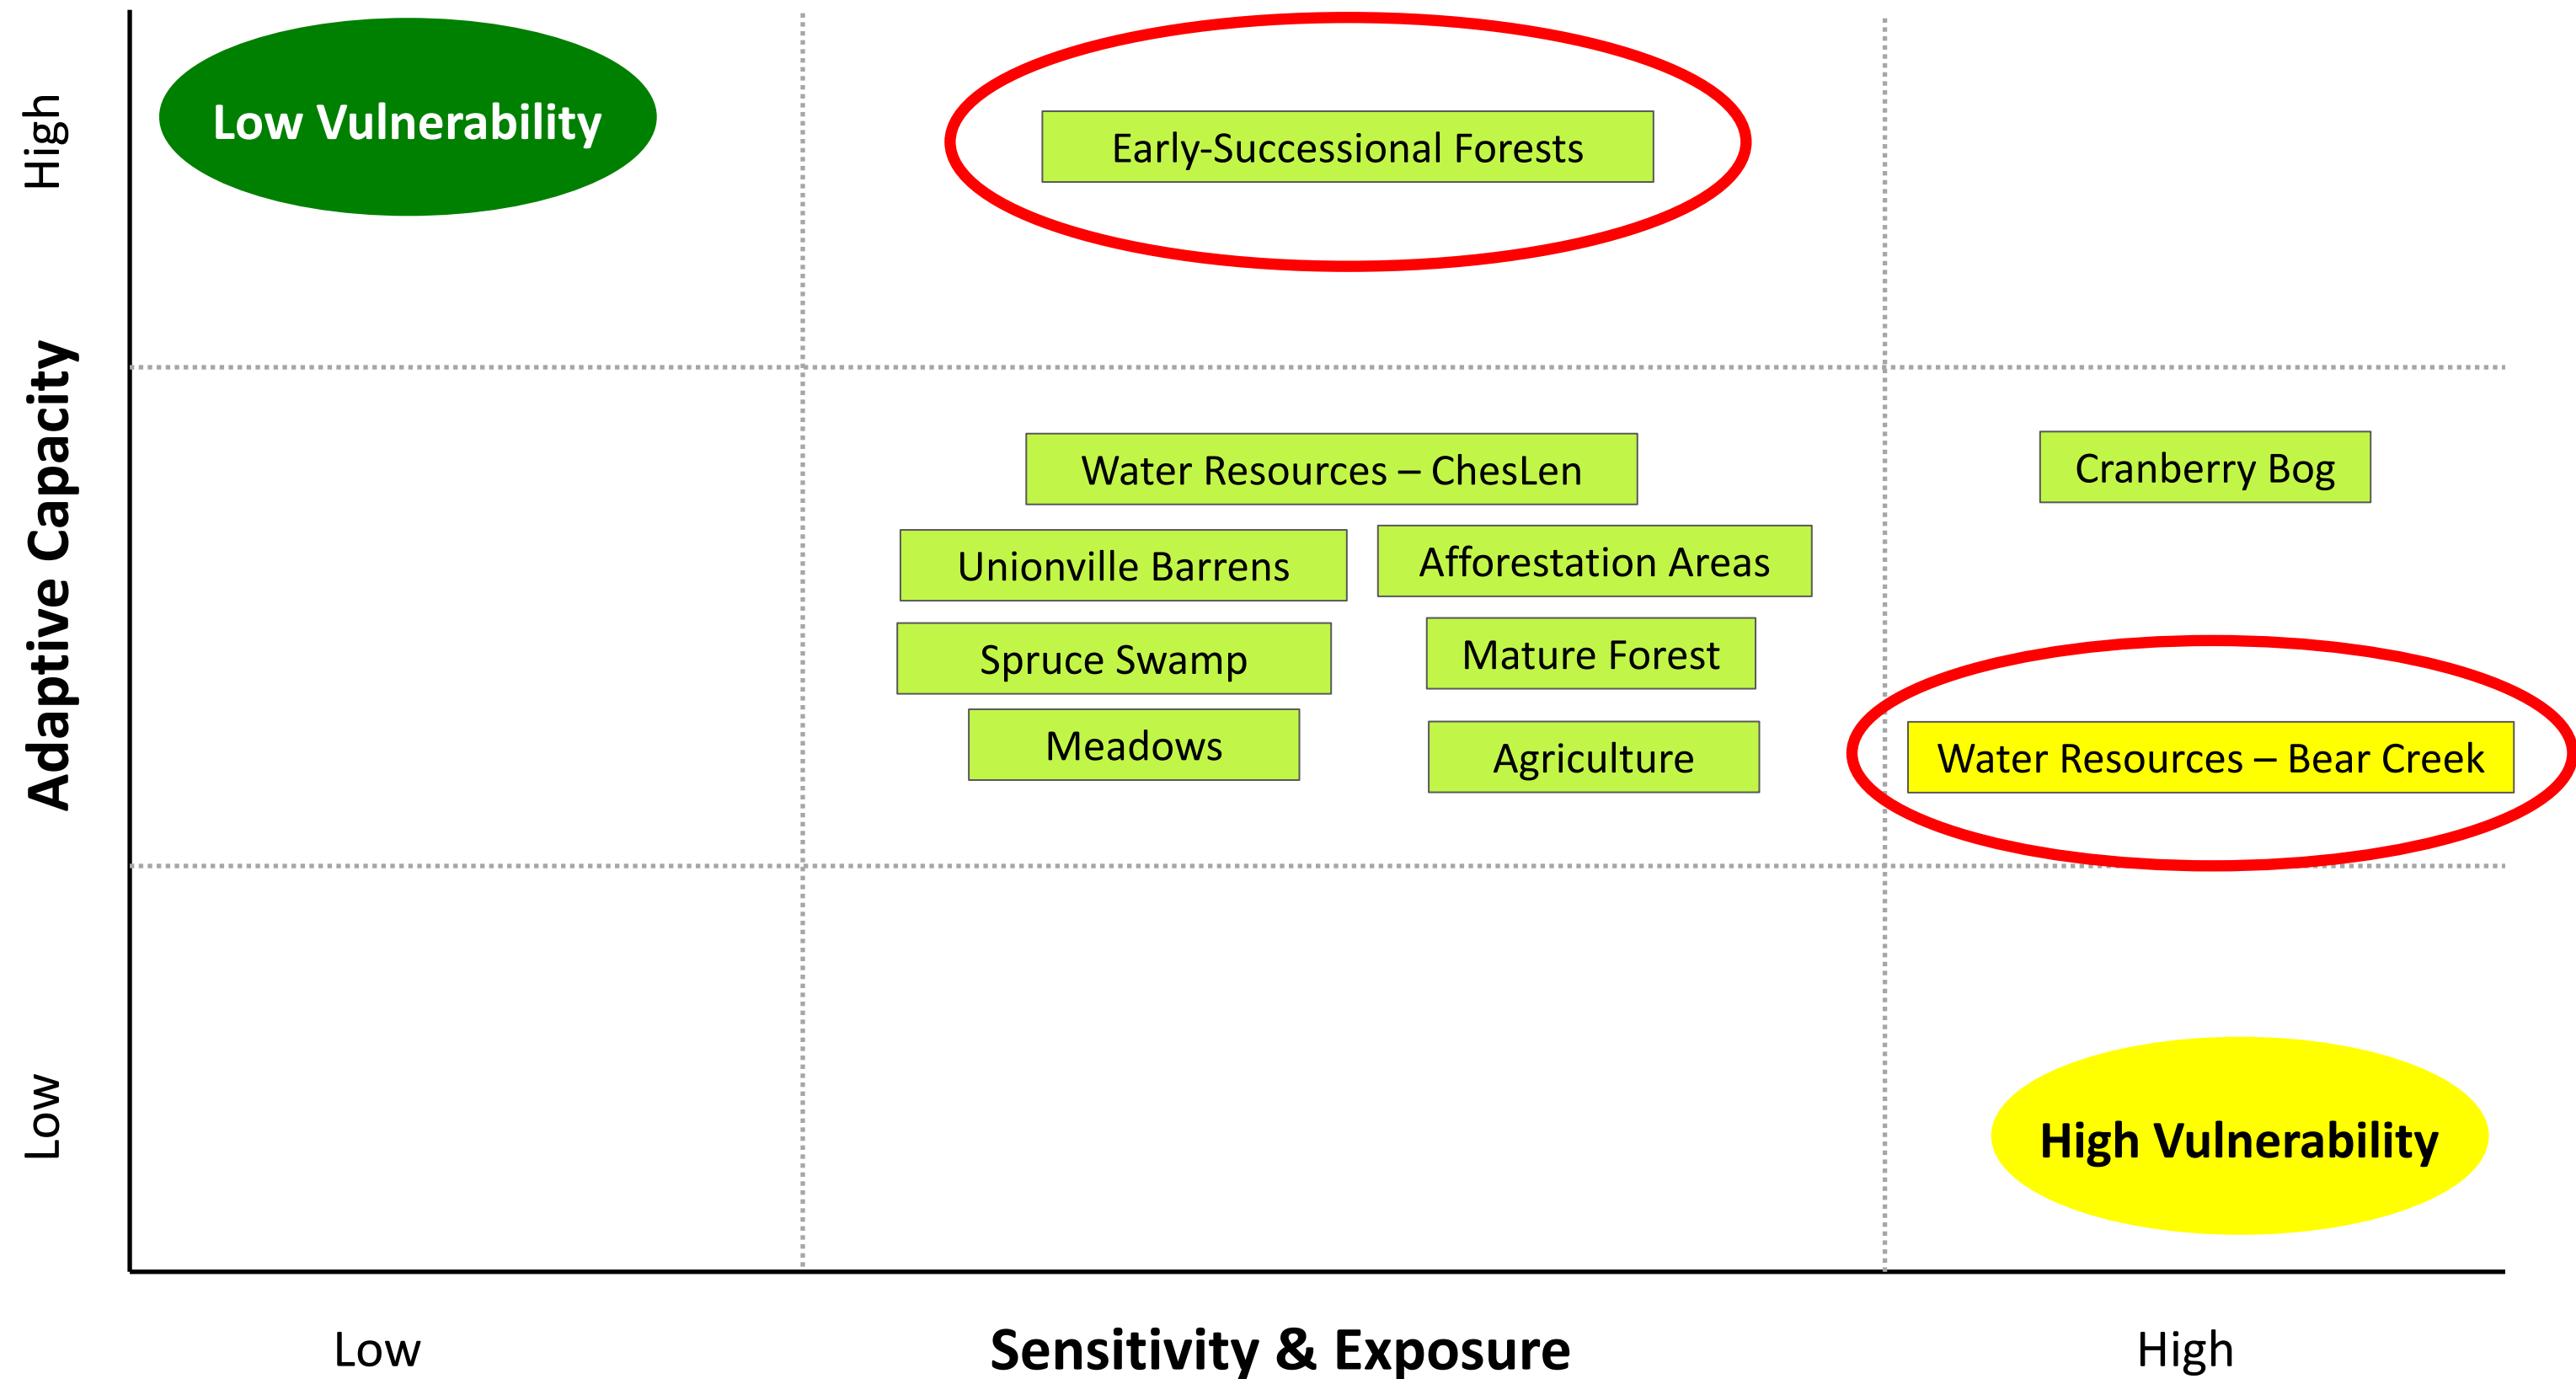 High
Low Vulnerability
Early-Successional Forests
Adaptive Capacity
Water Resources – ChesLen
Cranberry Bog
Unionville Barrens
Afforestation Areas
Spruce Swamp
Mature Forest
Meadows
Agriculture
Water Resources – Bear Creek
Low
High Vulnerability
Low
Sensitivity & Exposure
High